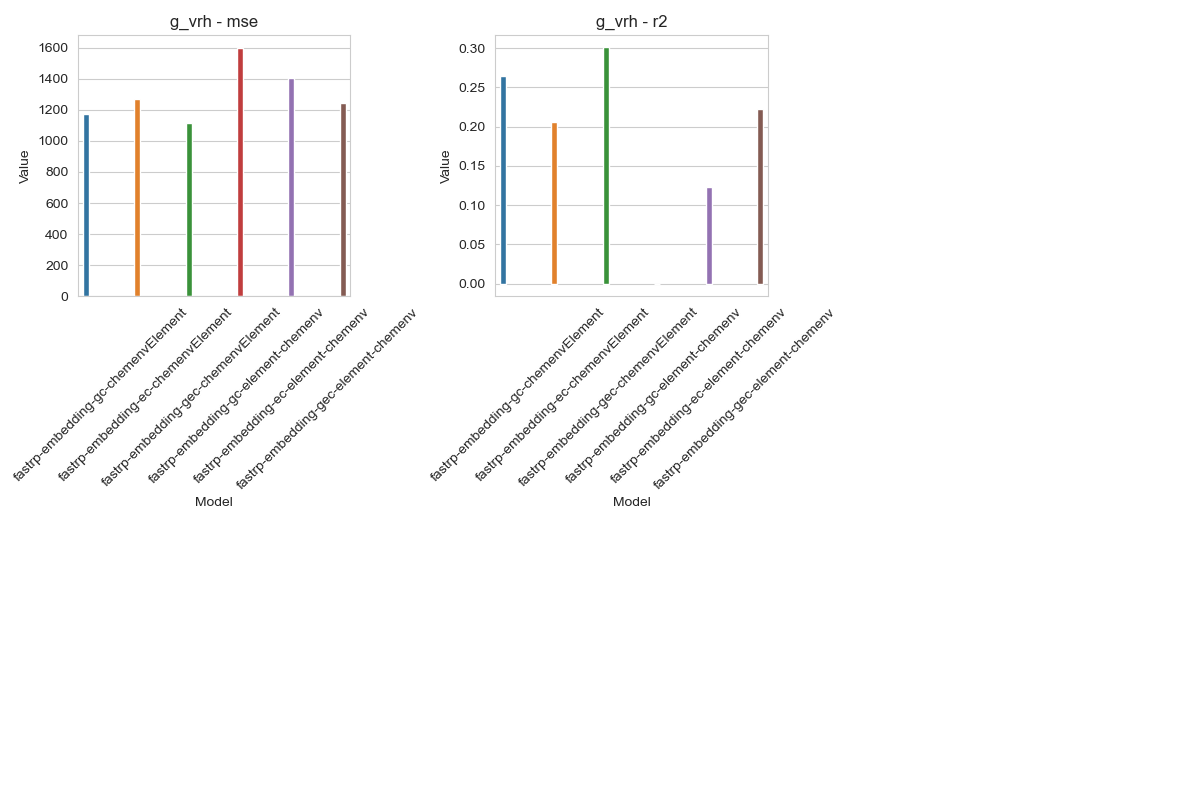 g_vrh - mse
1600
1400
1200
1000
800
600
400
200
0
Value
fastrp-embedding-gc-chemenvElement
fastrp-embedding-ec-chemenvElement
fastrp-embedding-gec-chemenvElement
fastrp-embedding-gc-element-chemenv
fastrp-embedding-ec-element-chemenv
fastrp-embedding-gec-element-chemenv
Model
g_vrh - r2
0.30
0.25
0.20
0.15
0.10
0.05
0.00
Value
fastrp-embedding-gc-chemenvElement
fastrp-embedding-ec-chemenvElement
fastrp-embedding-gec-chemenvElement
fastrp-embedding-gc-element-chemenv
fastrp-embedding-ec-element-chemenv
fastrp-embedding-gec-element-chemenv
Model